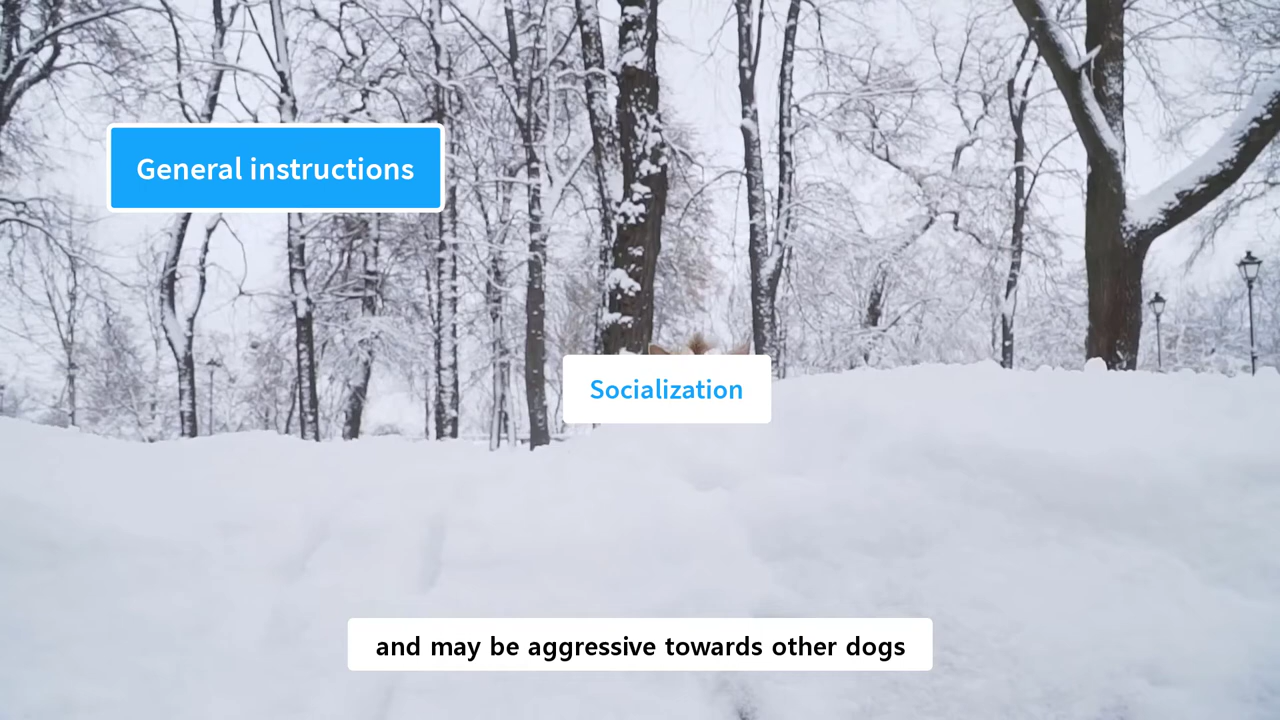 General instructions
Socialization
and may be aggressive towards other dogs